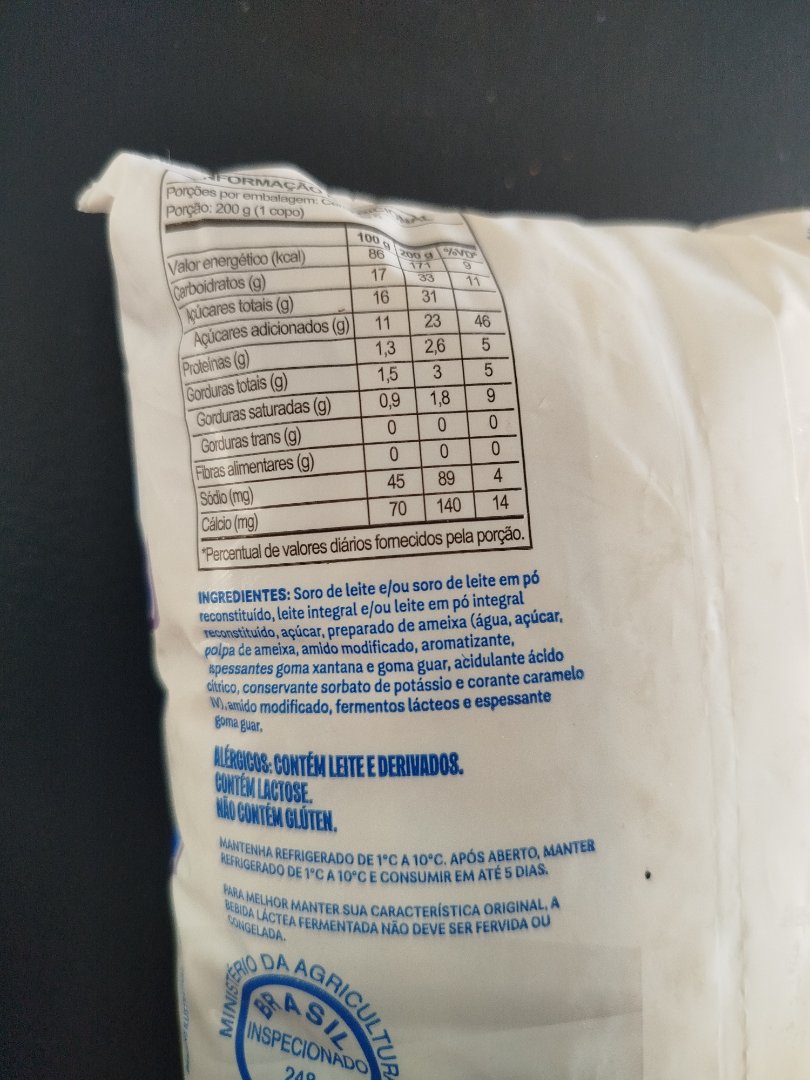 INFORMAÇÃO
Porções por embalagem:
Porção: 200 g (1 copo)
100 g 200 g %VD*
Valor energético (kcal) 86 171 9
Carboidratos (g) 17 33 11
Açúcares totais (g) 16 31
Açúcares adicionados (g) 11 23 46
Proteínas (g) 1,3 2,6 5
Gorduras totais (g) 1,5 3 5
Gorduras saturadas (g) 0,9 1,8 9
Gorduras trans (g) 0 0 0
Fibras alimentares (g) 0 0 0
Sódio (mg) 45 89 4
Cálcio (mg) 70 140 14
*Percentual de valores diários fornecidos pela porção.
INGREDIENTES: Soro de leite e/ou soro de leite em pó
reconstituído, leite integral e/ou leite em pó integral
reconstituído, açúcar, preparado de ameixa (água, açúcar,
polpa de ameixa, amido modificado, aromatizante,
espessantes goma xantana e goma guar, acidulante ácido
cítrico, conservante sorbato de potássio e corante caramelo
IV), amido modificado, fermentos lácteos e espessante
goma guar.
ALÉRGICOS: CONTÉM LEITE E DERIVADOS.
CONTÉM LACTOSE.
NÃO CONTÉM GLÚTEN.
MANTENHA REFRIGERADO DE 1°C A 10°C. APÓS ABERTO, MANTER
REFRIGERADO DE 1°C A 10°C E CONSUMIR EM ATÉ 5 DIAS.
PARA MELHOR MANTER SUA CARACTERÍSTICA ORIGINAL, A
BEBIDA LÁCTEA FERMENTADA NÃO DEVE SER FERVIDA OU
CONGELADA.
MINISTÉRIO DA AGRICULTURA
BRASIL
INSPECIONADO